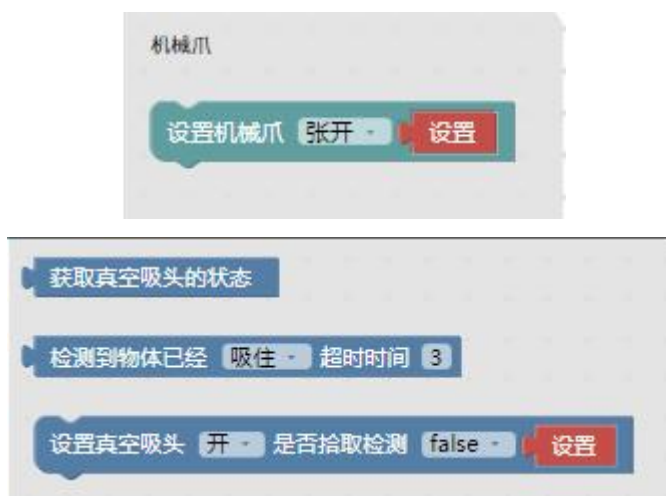 机械爪
设置机械爪 张开 设置
获取真空吸头的状态
检测到物体已经 吸住 超时时间 3
设置真空吸头 开 是否拾取检测 false 设置